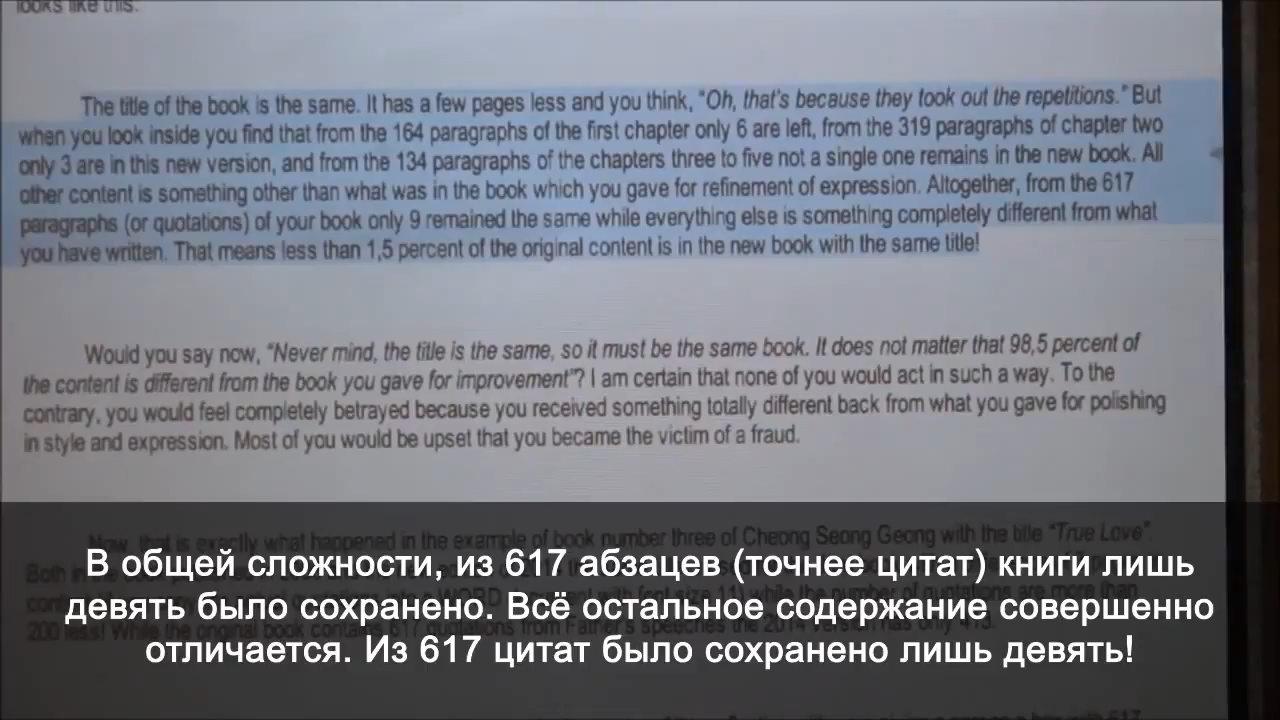 looks like this.
The title of the book is the same. It has a few pages less and you think, "Oh, that's because they took out the repetitions." But
when you look inside you find that from the 164 paragraphs of the first chapter only 6 are left, from the 319 paragraphs of chapter two
only 3 are in this new version, and from the 134 paragraphs of the chapters three to five not a single one remains in the new book. All
other content is something other than what was in the book which you gave for refinement of expression. Altogether, from the 617
paragraphs (or quotations) of your book only 9 remained the same while everything else is something completely different from what
you have written. That means less than 1,5 percent of the original content is in the new book with the same title!
Would you say now, "Never mind, the title is the same, so it must be the same book. It does not matter that 98,5 percent of
the content is different from the book you gave for improvement"? I am certain that none of you would act in such a way. To the
contrary, you would feel completely betrayed because you received something totally different back from what you gave for polishing
in style and expression. Most of you would be upset that you became the victim of a fraud.
Now, that is exactly what happened in the example of book number three of Cheong Seong Geong with the title "True Love".
В общей сложности, из 617 абзацев (точнее цитат) книги лишь
девять было сохранено. Всё остальное содержание совершенно
отличается. Из 617 цитат было сохранено лишь девять!